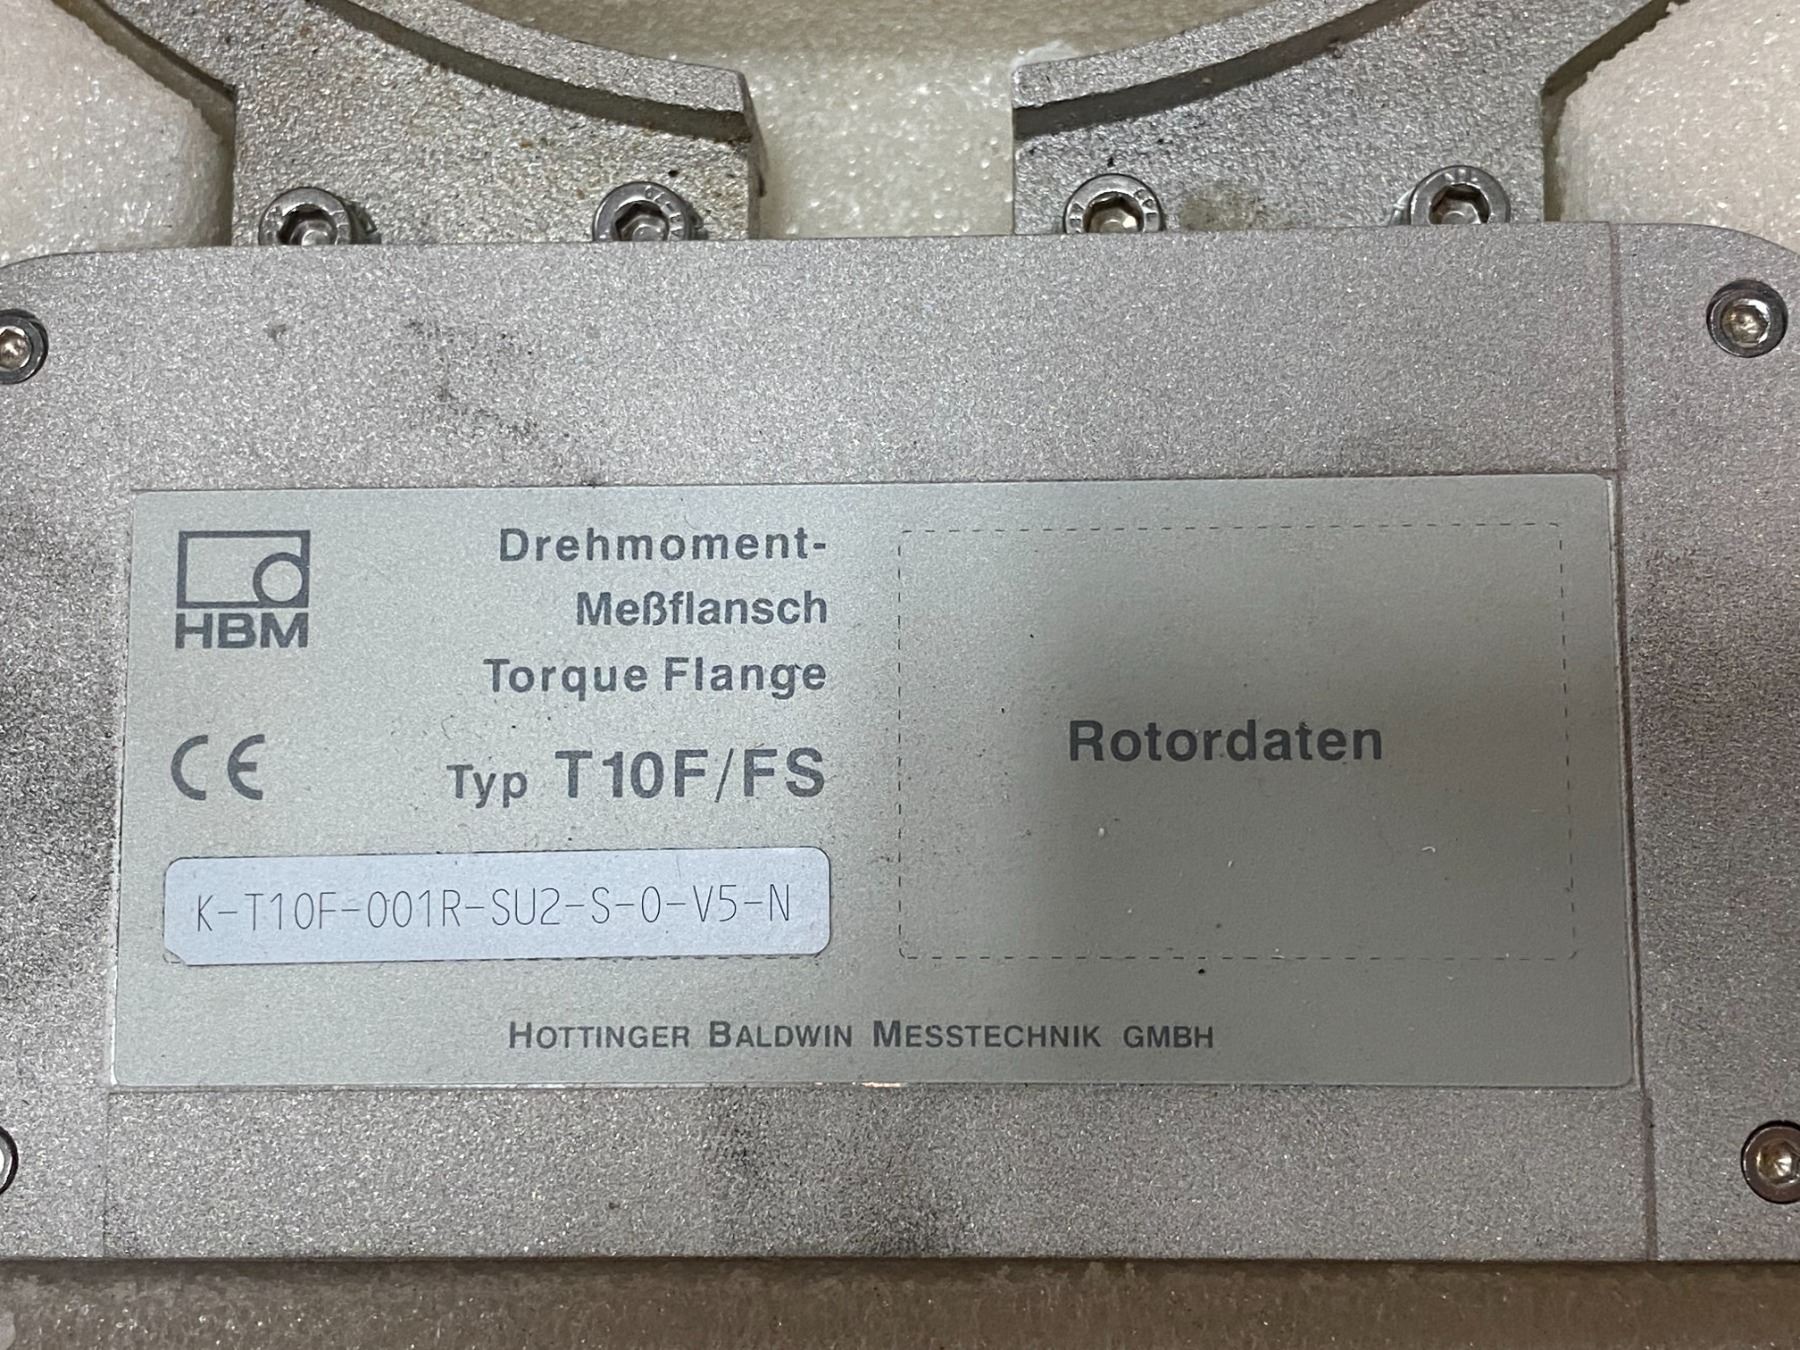 HBM
Drehmoment-
Meßflansch
Torque Flange
CE
Typ T10F/FS
K-T10F-001R-SU2-S-0-V5-N
Rotordaten
HOTTINGER BALDWIN MESSTECHNIK GMBH